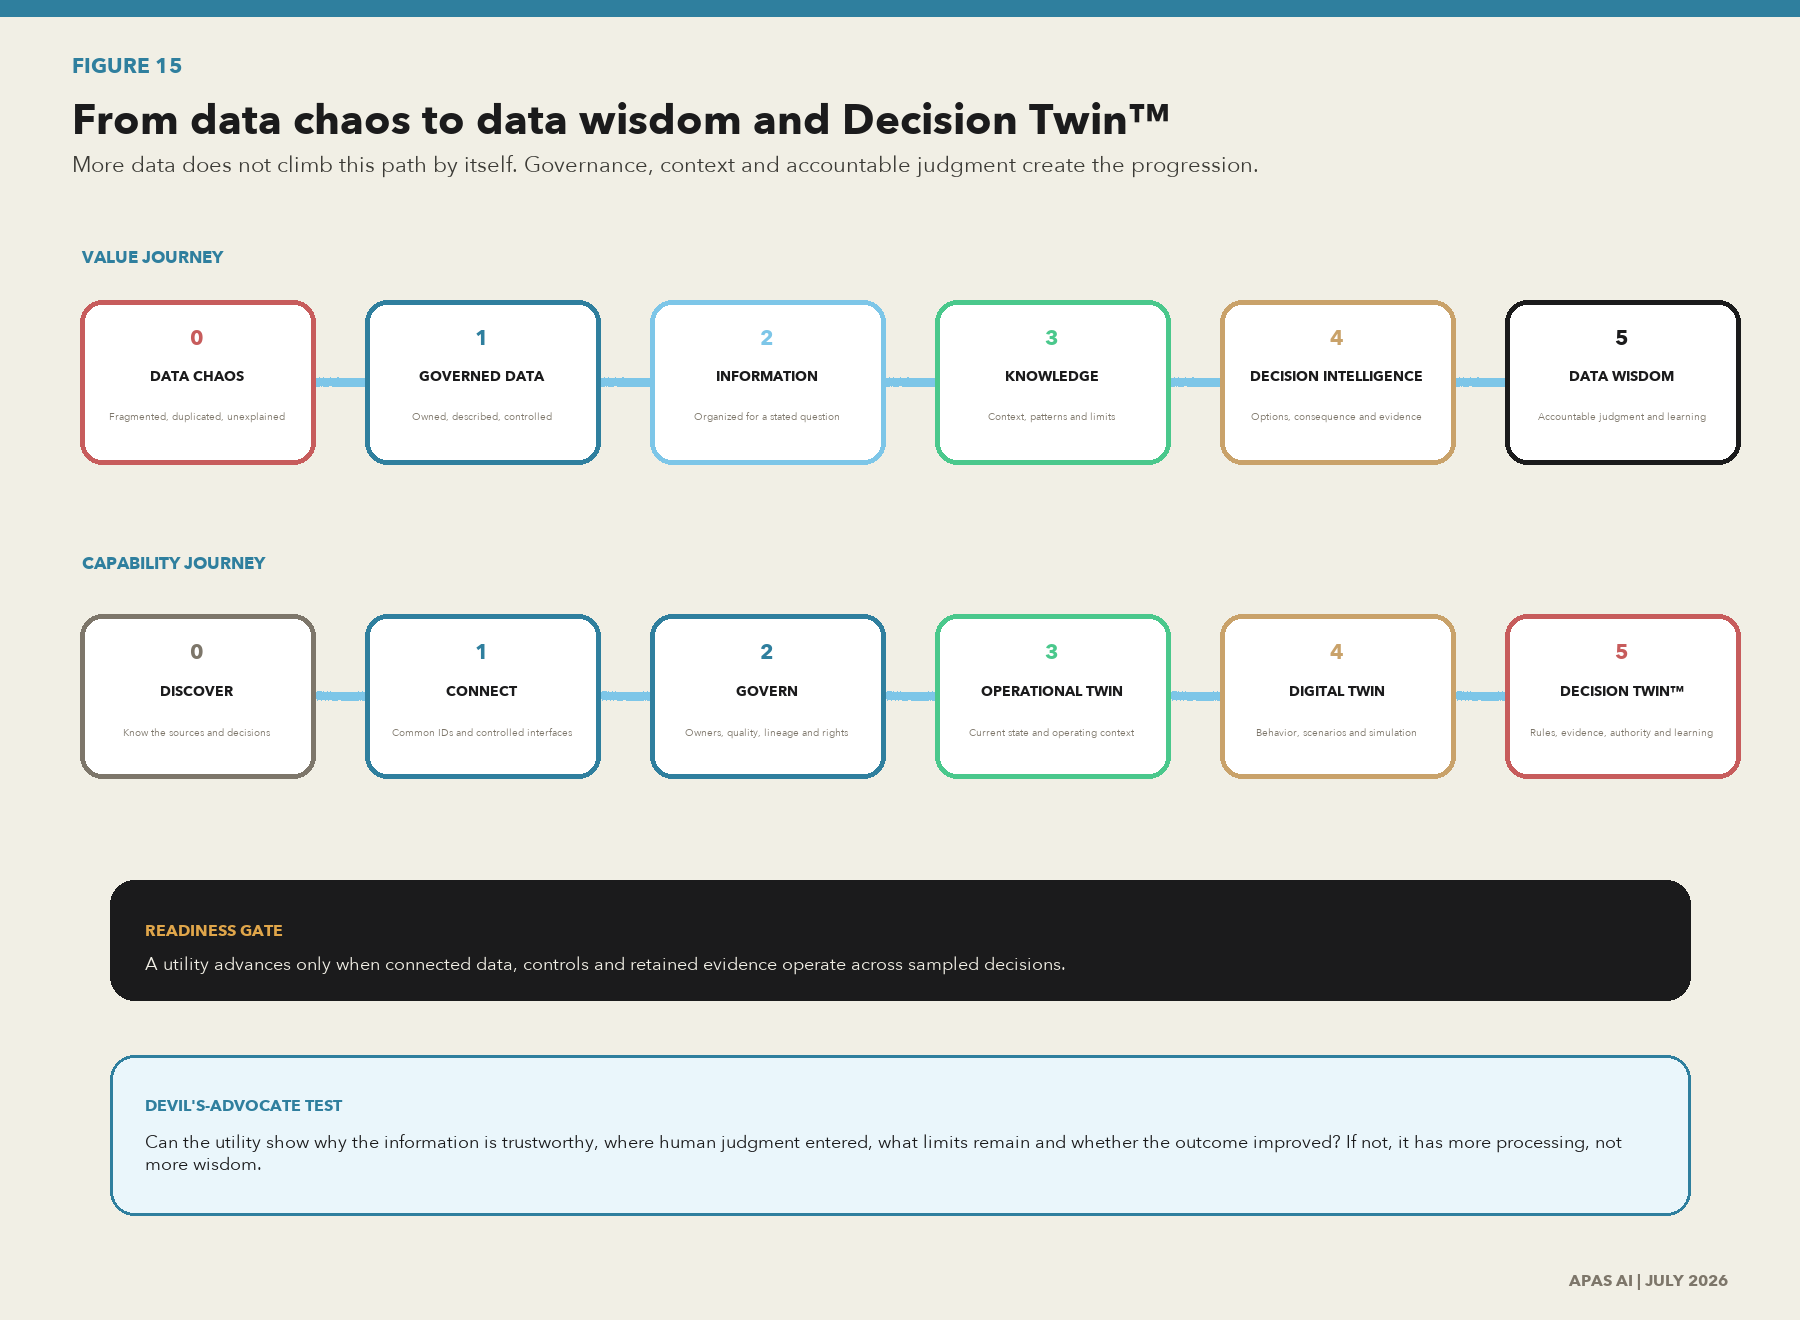 FIGURE 15
From data chaos to data wisdom and Decision Twin™
More data does not climb this path by itself. Governance, context and accountable judgment create the progression.
VALUE JOURNEY
0
DATA CHAOS
Fragmented, duplicated, unexplained
1
GOVERNED DATA
Owned, described, controlled
2
INFORMATION
Organized for a stated question
3
KNOWLEDGE
Context, patterns and limits
4
DECISION INTELLIGENCE
Options, consequence and evidence
5
DATA WISDOM
Accountable judgment and learning
CAPABILITY JOURNEY
0
DISCOVER
Know the sources and decisions
1
CONNECT
Common IDs and controlled interfaces
2
GOVERN
Owners, quality, lineage and rights
3
OPERATIONAL TWIN
Current state and operating context
4
DIGITAL TWIN
Behavior, scenarios and simulation
5
DECISION TWIN™
Rules, evidence, authority and learning
READINESS GATE
A utility advances only when connected data, controls and retained evidence operate across sampled decisions.
DEVIL'S-ADVOCATE TEST
Can the utility show why the information is trustworthy, where human judgment entered, what limits remain and whether the outcome improved? If not, it has more processing, not
more wisdom.
APAS AI | JULY 2026